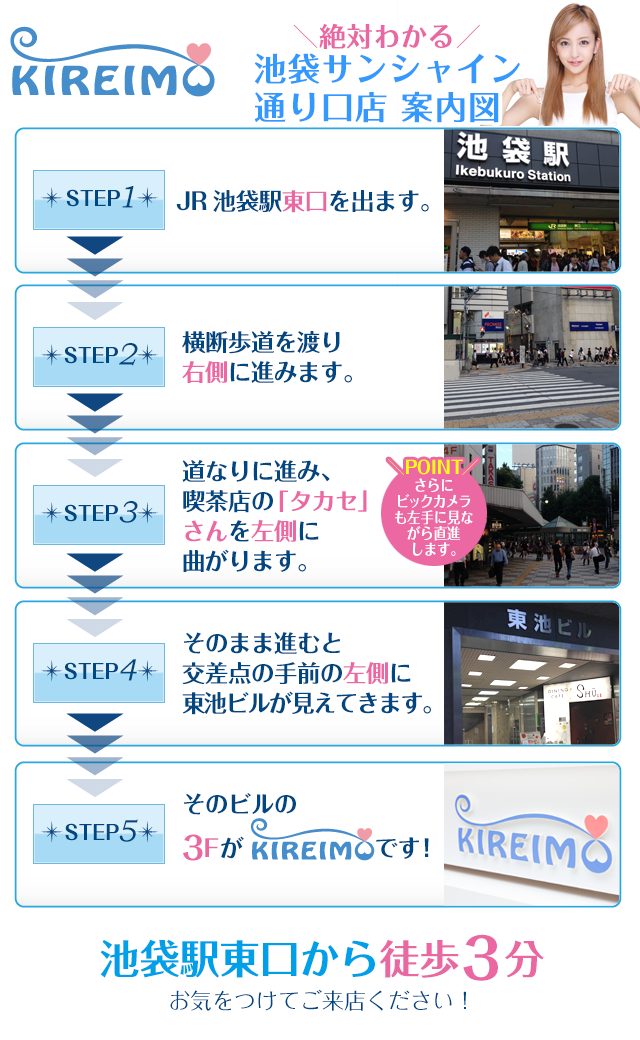 KIREIMO
＼絶対わかる／
池袋サンシャイン
通り口店 案内図
STEP1
JR 池袋駅東口を出ます。
池袋駅
Ikebukuro Station
STEP2
横断歩道を渡り
右側に進みます。
STEP3
道なりに進み、
喫茶店の「タカセ」
さんを左側に
曲がります。
POINT
さらに
ビックカメラ
も左手に見な
がら直進
します。
STEP4
そのまま進むと
交差点の手前の左側に
東池ビルが見えてきます。
東池ビル
DINING
CAFE
SHU
STEP5
そのビルの
3Fが KIREIMOです！
KIREIMO
池袋駅東口から徒歩3分
お気をつけてご来店ください！